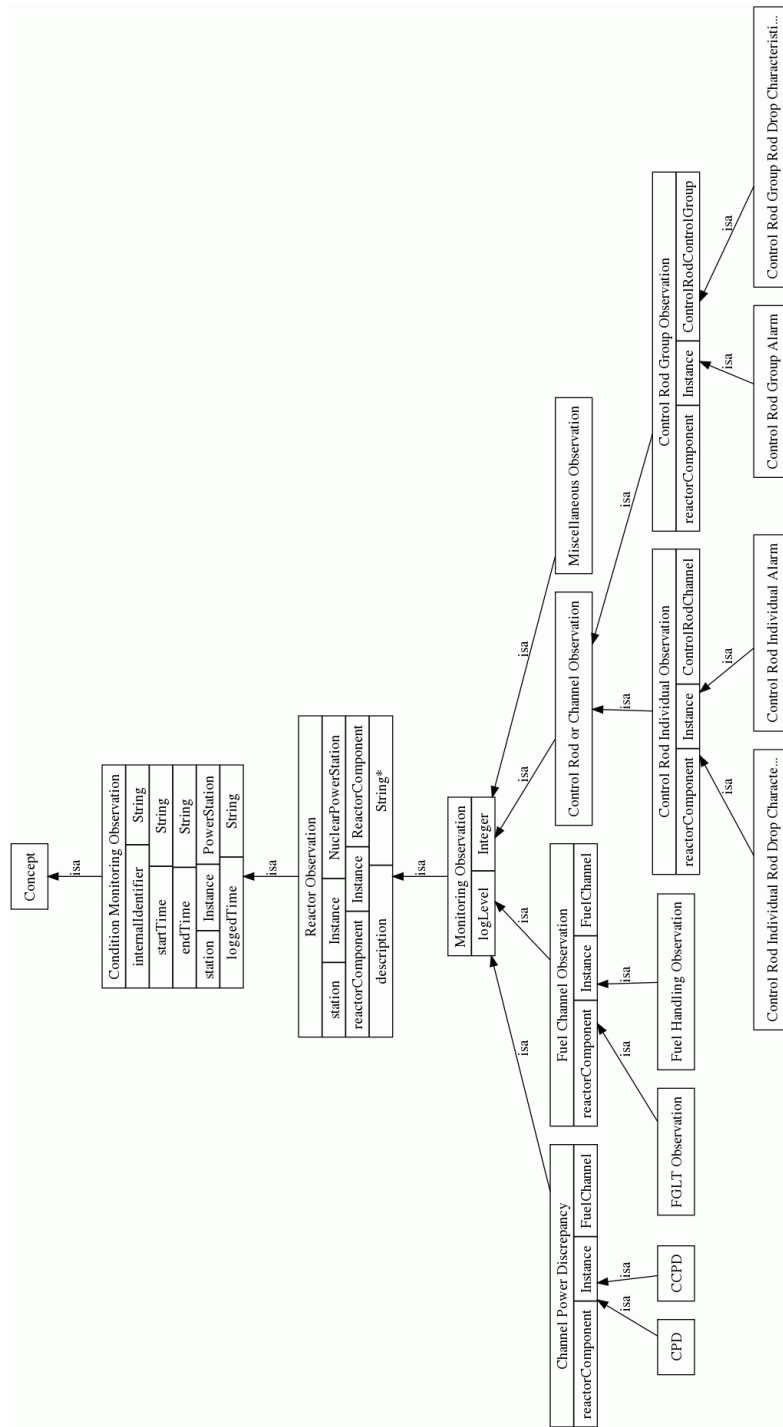 Concept
isa
Condition Monitoring Observation
internalIdentifier String
startTime String
endTime String
station Instance PowerStation
loggedTime String
isa
Reactor Observation
station Instance NuclearPowerStation
reactorComponent Instance ReactorComponent
description String*
isa
Monitoring Observation
logLevel Integer
isa isa isa isa
Channel Power Discrepancy
reactorComponent Instance FuelChannel
Fuel Channel Observation
reactorComponent Instance FuelChannel
Control Rod or Channel Observation
Miscellaneous Observation
isa isa isa isa isa isa
CPD
CCPD
FGLT Observation
Fuel Handling Observation
Control Rod Individual Observation
reactorComponent Instance ControlRodChannel
Control Rod Group Observation
reactorComponent Instance ControlRodControlGroup
isa isa isa isa
Control Rod Individual Rod Drop Characte...
Control Rod Individual Alarm
Control Rod Group Alarm
Control Rod Group Rod Drop Characteristi...